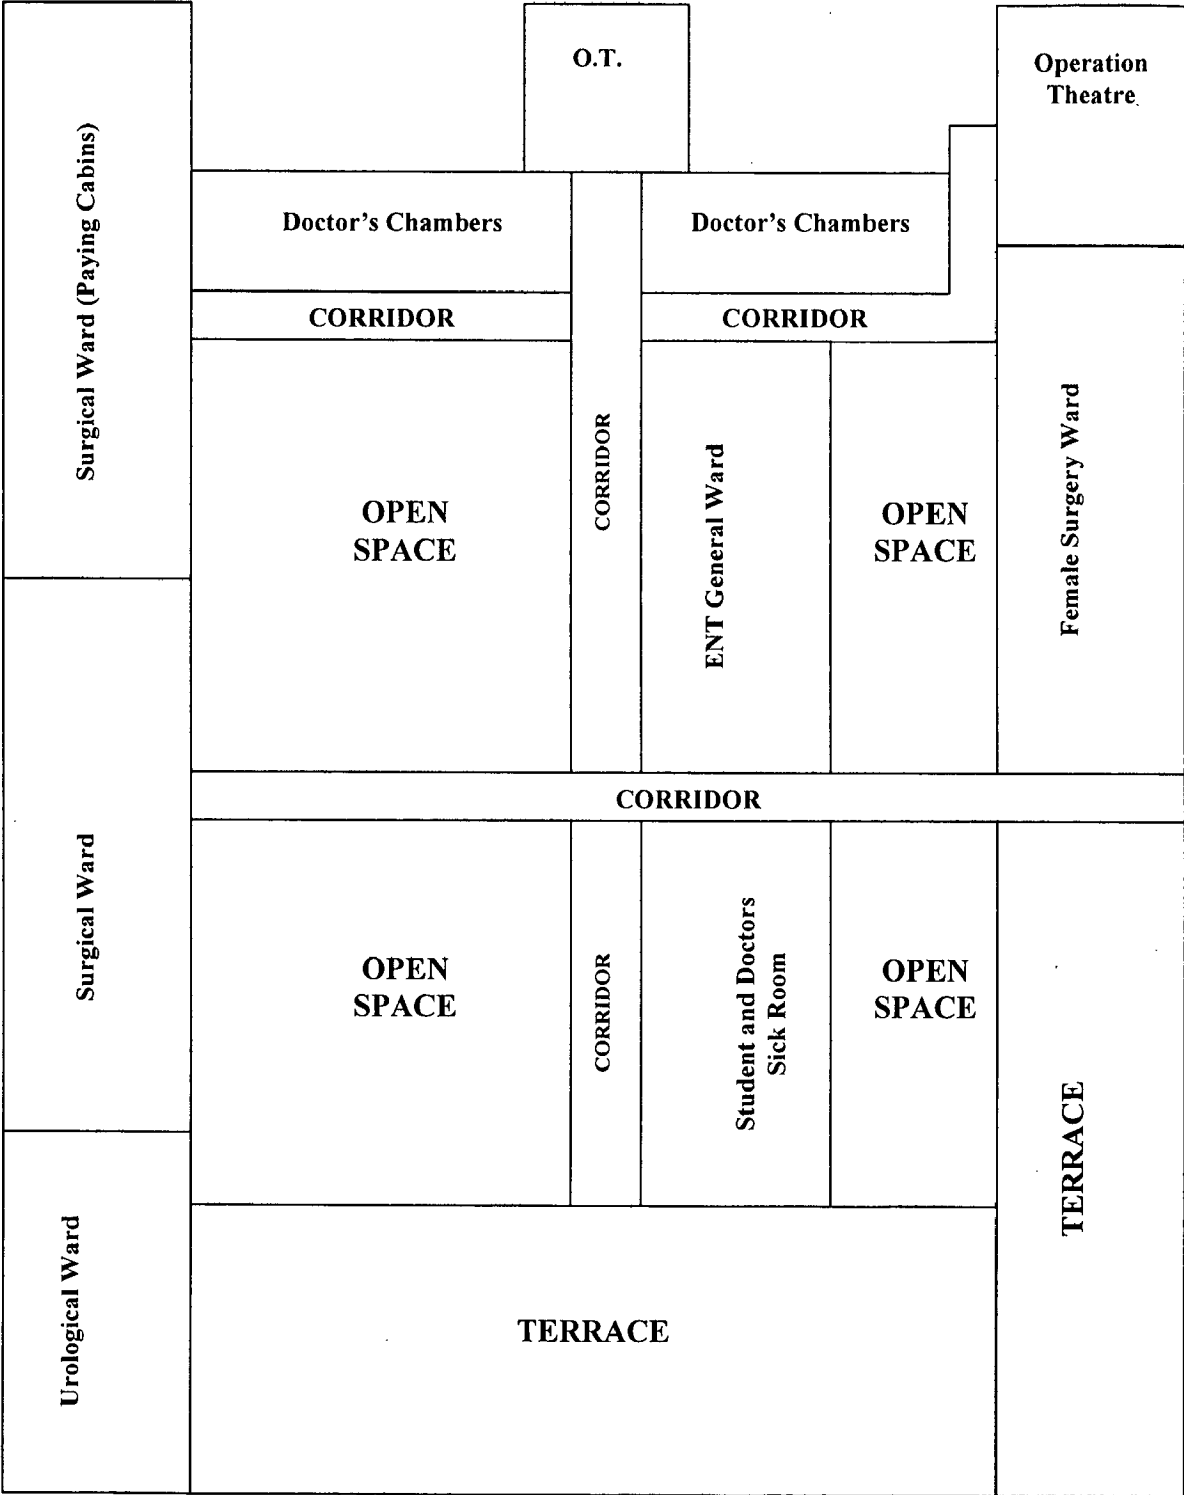 O.T.
Operation
Theatre
Surgical Ward (Paying Cabins)
Doctor's Chambers
Doctor's Chambers
CORRIDOR
CORRIDOR
OPEN
SPACE
CORRIDOR
ENT General Ward
OPEN
SPACE
Female Surgery Ward
CORRIDOR
Surgical Ward
OPEN
SPACE
CORRIDOR
Student and Doctors
Sick Room
OPEN
SPACE
TERRACE
Urological Ward
TERRACE